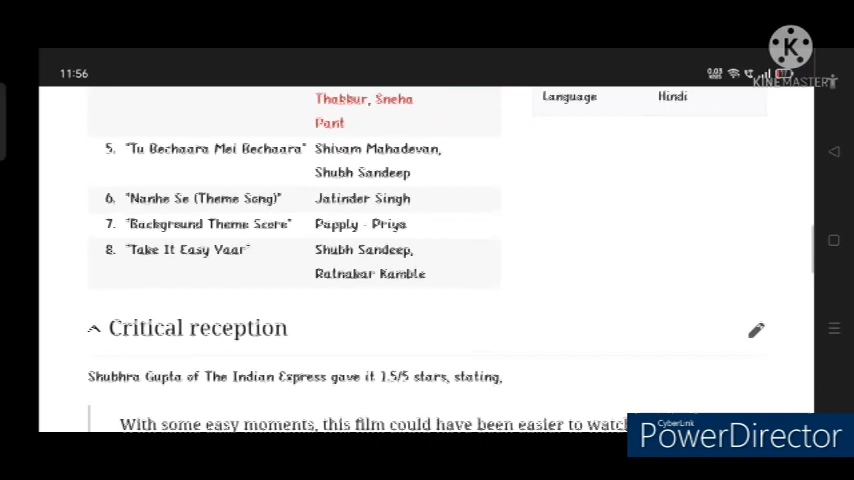 11:56
KINEMASTER
Thakkur, Sneha
Pant
Language Hindi
5. "Tu Bechaara Mei Bechaara" Shivam Mahadevan,
Shubh Sandeep
6. "Nanhe Se (Theme Song)" Jatinder Singh
7. "Background Theme Score" Papply - Priya
8. "Take It Easy Yaar" Shubh Sandeep,
Ratnakar Kamble
Critical reception
Shubhra Gupta of The Indian Express gave it 1.5/5 stars, stating,
With some easy moments, this film could have been easier to watch
CyberLink
PowerDirector